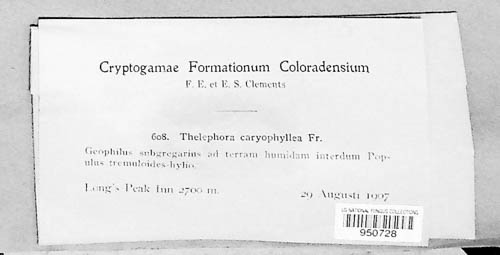 Cryptogamae Formationum Coloradensium
F. E. et E. S. Clements
608. Thelephora caryophyllea Fr.
Geophilus subgregarius ad terram humidam interdum Pop-
ulus tremuloides-hylio.
Long's Peak Inn 2700 m.
29 Augusti 1907
US NATIONAL FUNGUS COLLECTIONS
950728